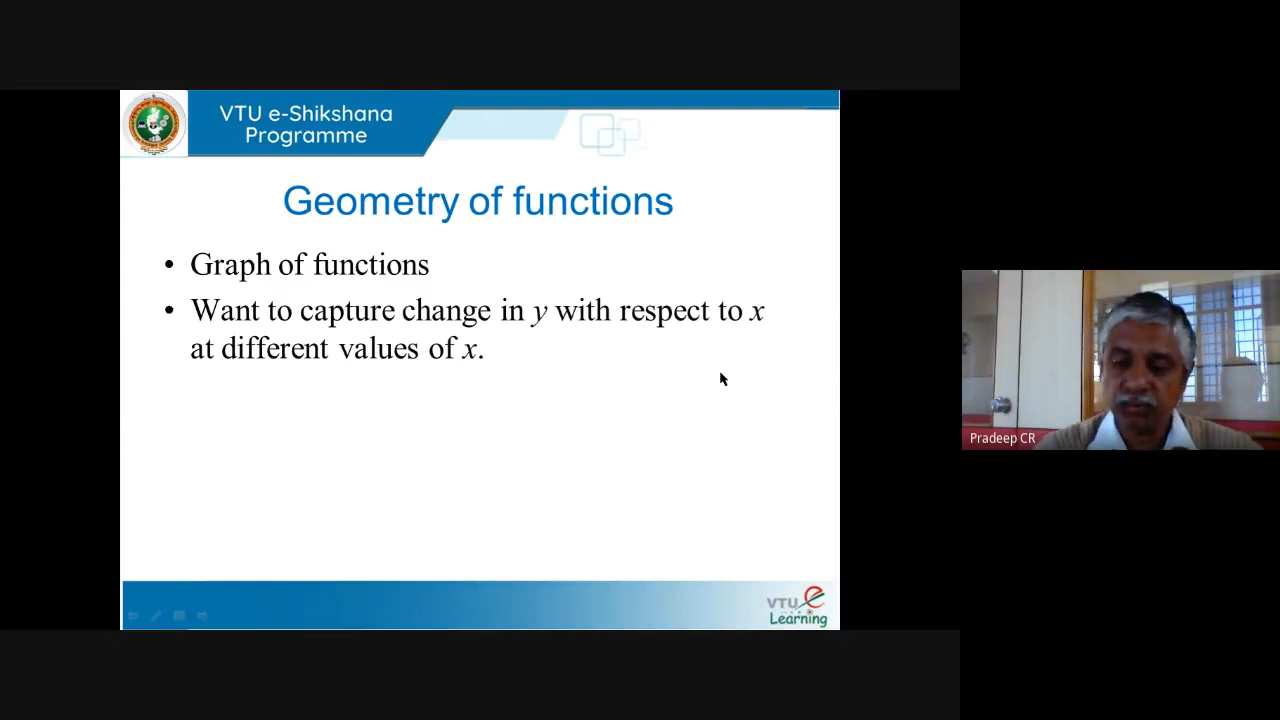 VTU e-Shikshana
Programme
Geometry of functions
• Graph of functions
• Want to capture change in y with respect to x
at different values of x.
Pradeep CR
VTU e
Learning